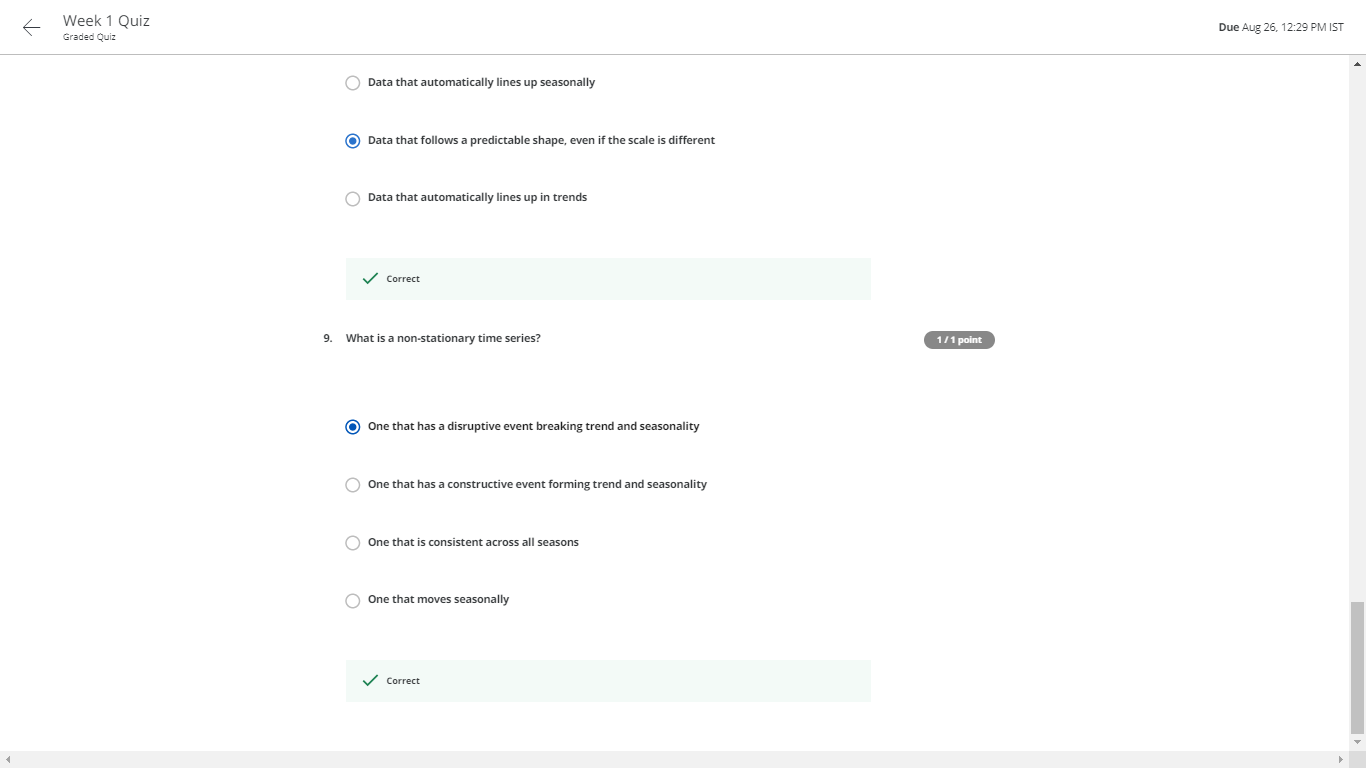 Week 1 Quiz
Graded Quiz
Due Aug 26, 12:29 PM IST
Data that automatically lines up seasonally
Data that follows a predictable shape, even if the scale is different
Data that automatically lines up in trends
Correct
9. What is a non-stationary time series?
1 / 1 point
One that has a disruptive event breaking trend and seasonality
One that has a constructive event forming trend and seasonality
One that is consistent across all seasons
One that moves seasonally
Correct